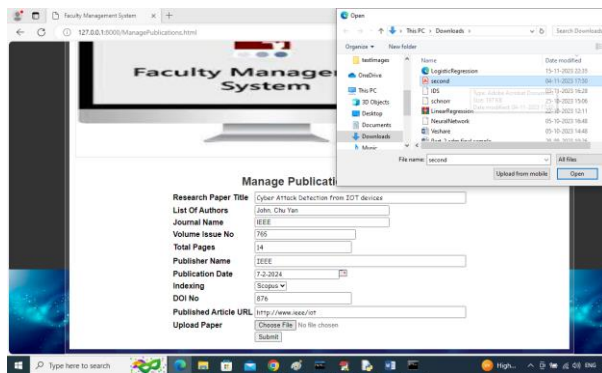 Faculty Management System
127.0.0.1:8000/ManagePublications.html
Open
This PC > Downloads >
Search Downloads
Organize
New folder
Name
Date modified
testimages
OneDrive
This PC
3D Objects
Desktop
Documents
Downloads
Music
LogisticRegression
15-11-2023 22:35
second
04-11-2023 17:30
IDS
schnorr
LinearRegression
NeuralNetwork
05-10-2023 16:48
Veshare
05-10-2023 14:48
File name:
second
All files
Upload from mobile
Open
Cancel
Faculty Manage
System
Manage Publicati
Research Paper Title
Cyber Attack Detection from IOT devices
List Of Authors
John, Chu Yan
Journal Name
IEEE
Volume Issue No
765
Total Pages
14
Publisher Name
IEEE
Publication Date
7-2-2024
Indexing
Scopus
DOI No
876
Published Article URL
http://www.ieee/iot
Upload Paper
Choose File No file chosen
Submit
Type here to search
High...
ENG